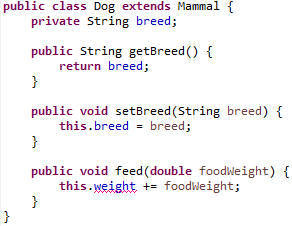 public class Dog extends Mammal {
    private String breed;

    public String getBreed() {
        return breed;
    }

    public void setBreed(String breed) {
        this.breed = breed;
    }

    public void feed(double foodWeight) {
        this.weight += foodWeight;
    }
}